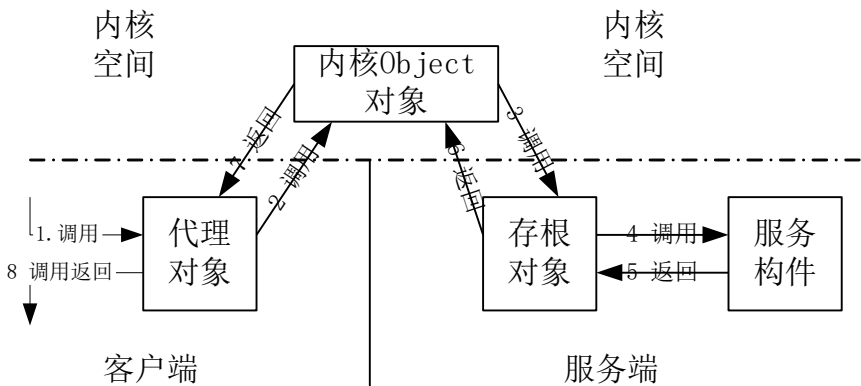 内核
空间
内核
空间
内核Object
对象
7 返回
2 调用
3 调用
6 返回
1.调用
8 调用返回
代理
对象
存根
对象
4 调用
5 返回
服务
构件
客户端
服务端